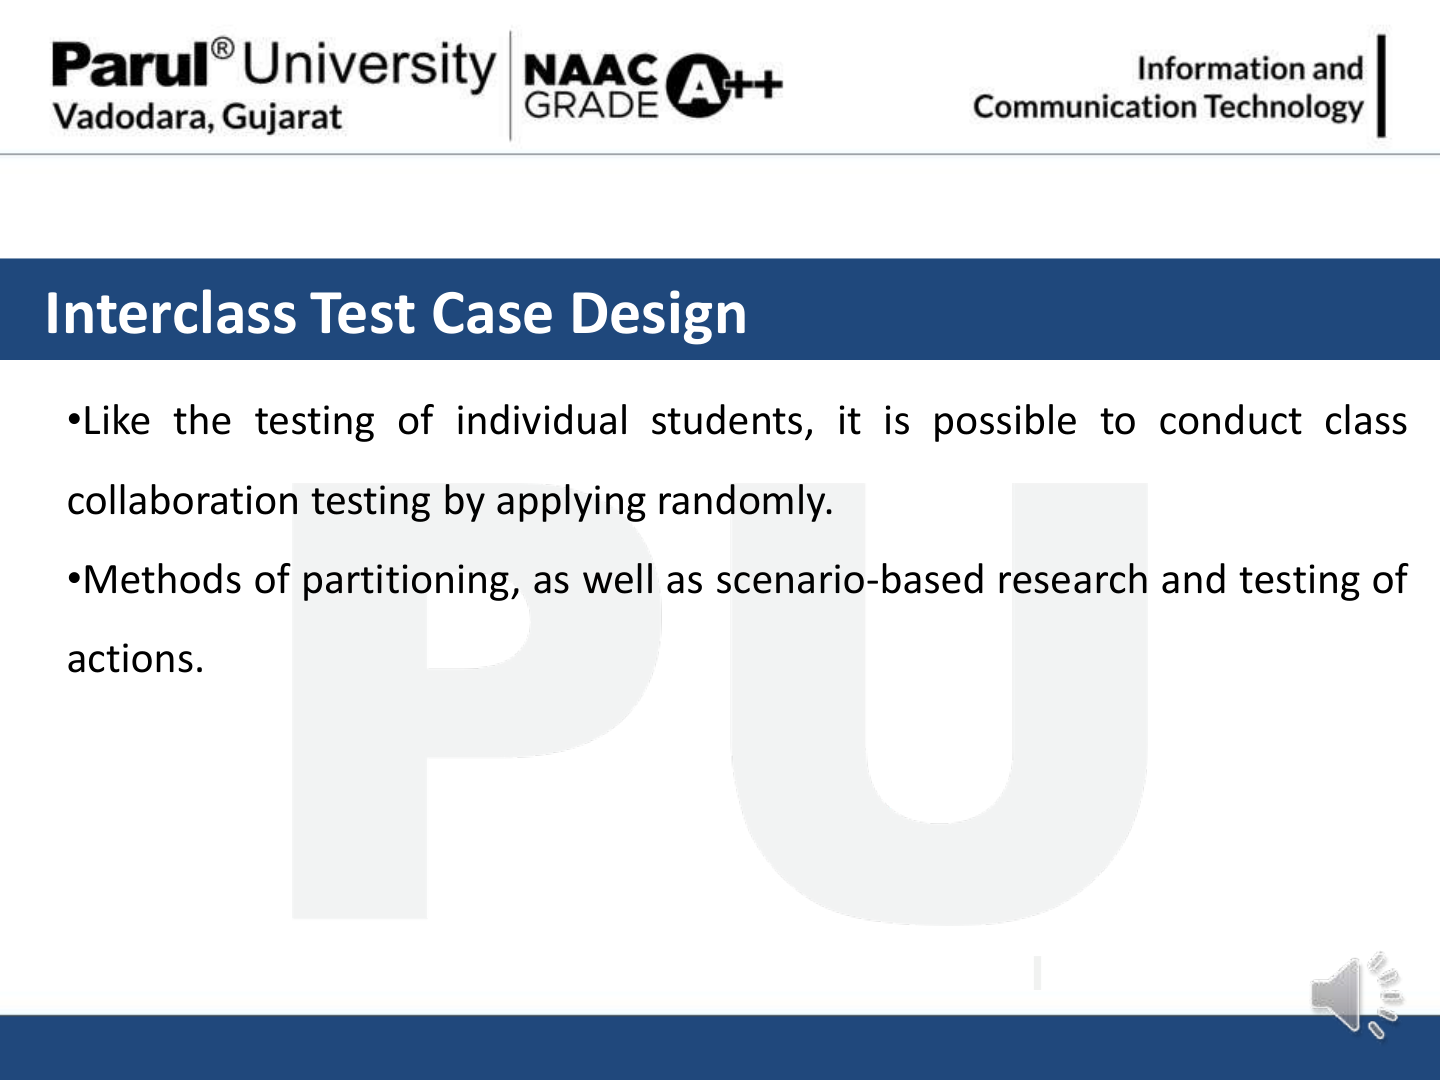 Parul® University
Vadodara, Gujarat
NAAC
GRADE
A++
Information and
Communication Technology
Interclass Test Case Design
•Like the testing of individual students, it is possible to conduct class
collaboration testing by applying randomly.
•Methods of partitioning, as well as scenario-based research and testing of
actions.
PU